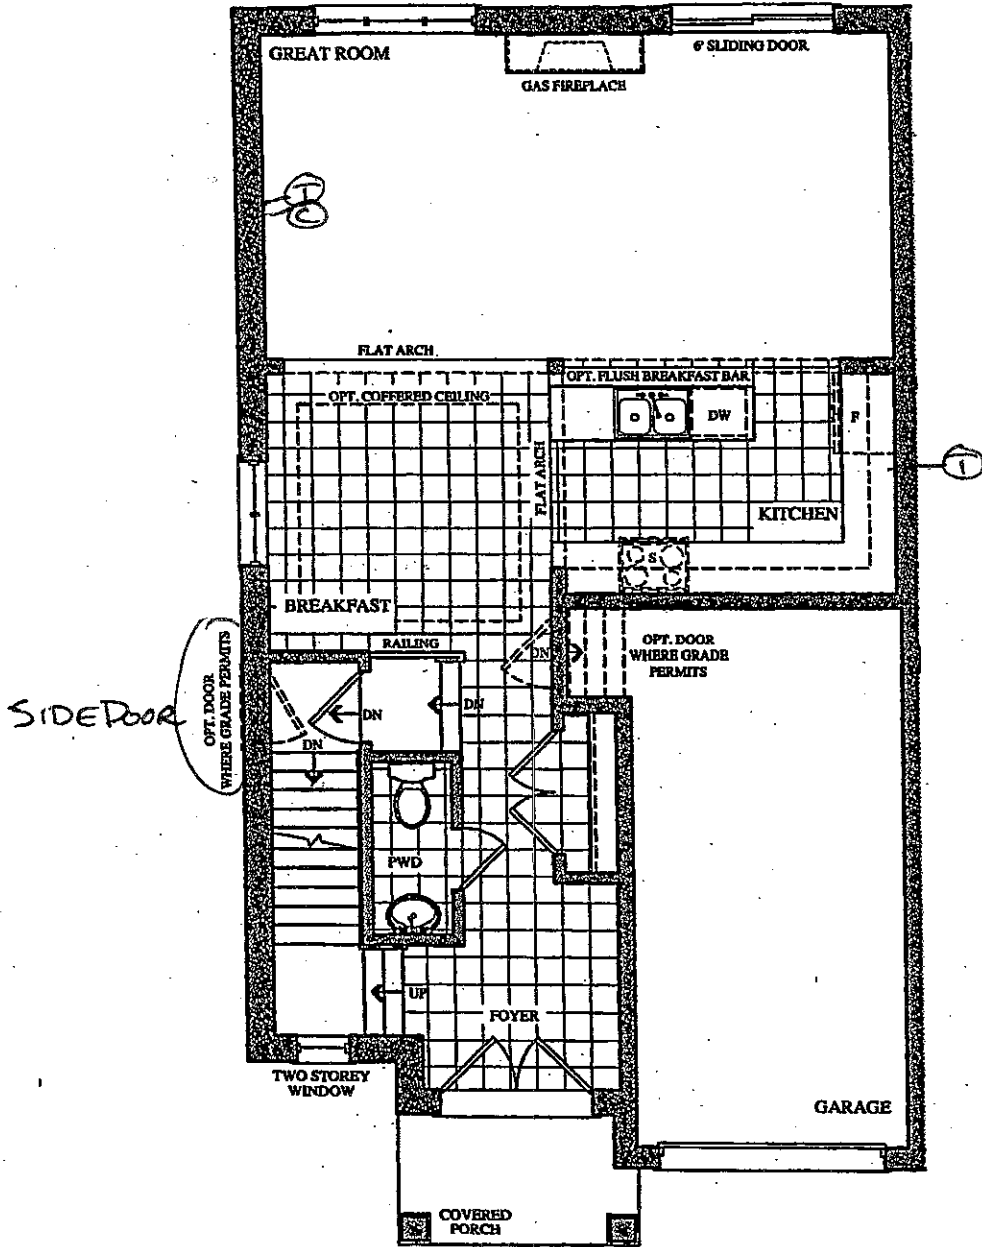 GREAT ROOM
6' SLIDING DOOR
GAS FIREPLACE
T
C
FLAT ARCH
OPT. FLUSH BREAKFAST BAR
OPT. COFFERED CEILING
DW
F
FLAT ARCH
T
KITCHEN
S
BREAKFAST
RAILING
DN
OPT. DOOR
WHERE GRADE
PERMITS
SIDE DOOR
OPT. DOOR
WHERE GRADE PERMITS
DN
DN
DN
PWD
UP
FOYER
TWO STOREY
WINDOW
GARAGE
COVERED
PORCH